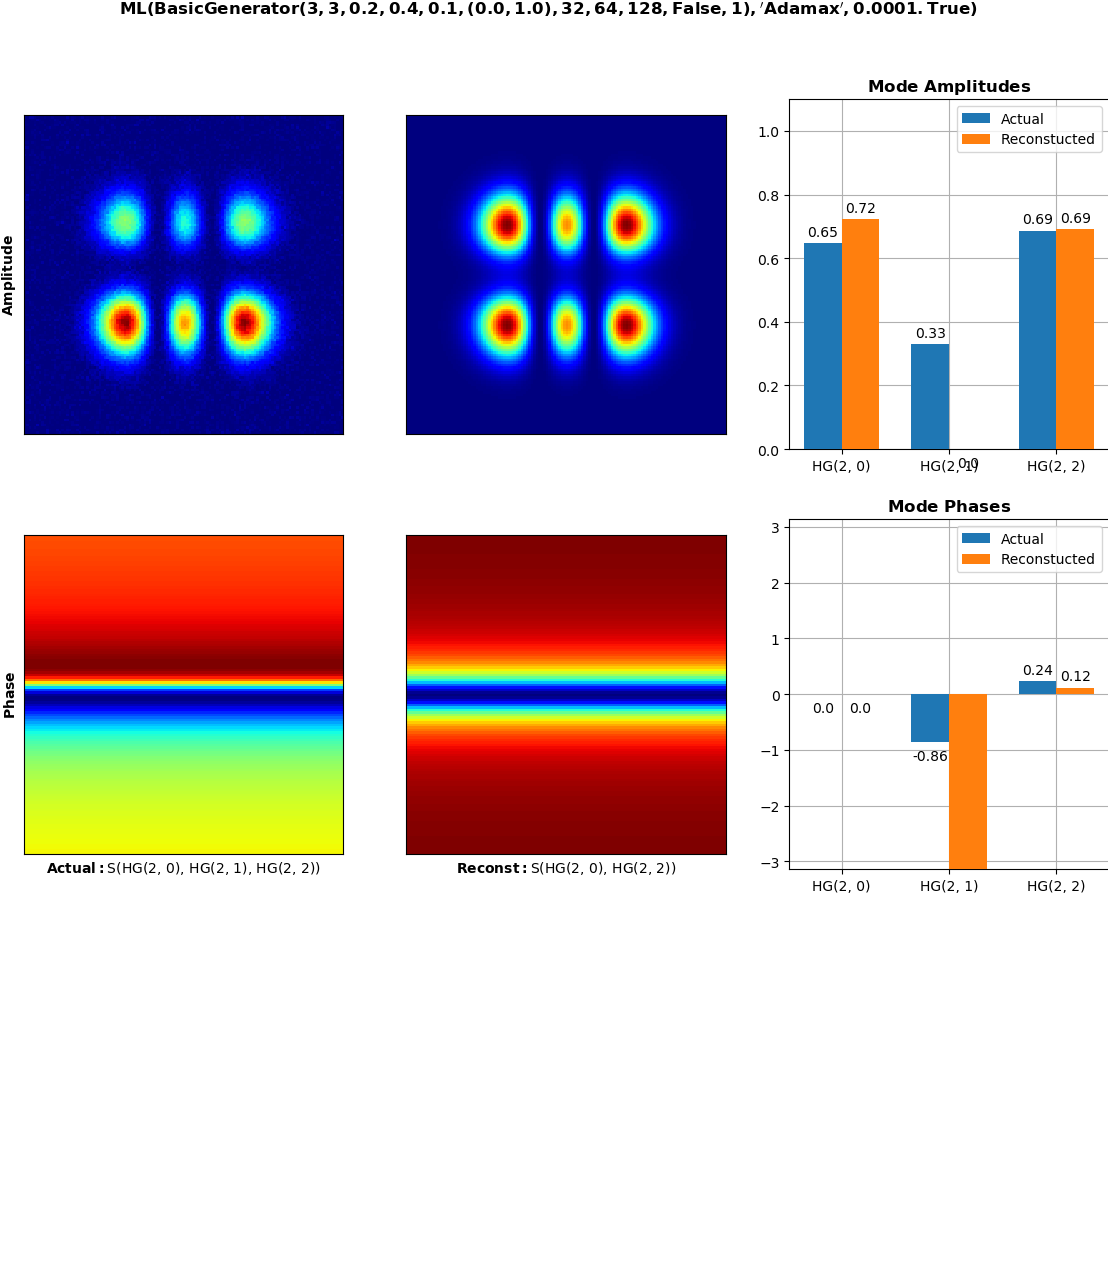 ML(BasicGenerator(3, 3, 0.2, 0.4, 0.1, (0.0, 1.0), 32, 64, 128, False, 1), 'Adamax', 0.0001. True)
Amplitude
Mode Amplitudes
Actual
Reconstucted
1.0
0.8
0.6
0.4
0.2
0.0
0.65
0.72
0.33
0.0
0.69
0.69
HG(2, 0)
HG(2, 1)
HG(2, 2)
Phase
Actual: S(HG(2, 0), HG(2, 1), HG(2, 2))
Reconst: S(HG(2, 0), HG(2, 2))
Mode Phases
Actual
Reconstucted
3
2
1
0
−1
−2
−3
0.0
0.0
-0.86
0.24
0.12
HG(2, 0)
HG(2, 1)
HG(2, 2)